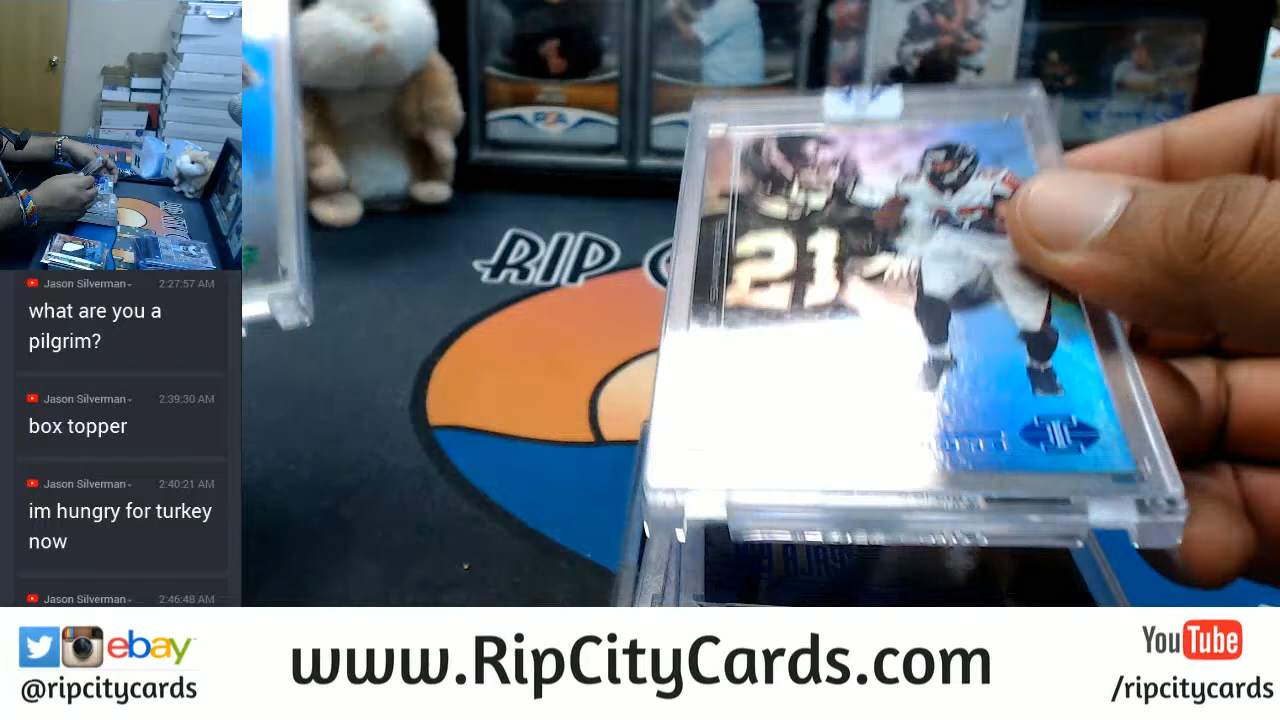 Jason Silverman 2:27:57 AM
what are you a
pilgrim?
Jason Silverman 2:39:30 AM
box topper
Jason Silverman 2:40:21 AM
im hungry for turkey
now
Jason Silverman 2:46:48 AM
RIP
21
PSA
ebay
@ripcitycards
www.RipCityCards.com
YouTube
/ripcitycards